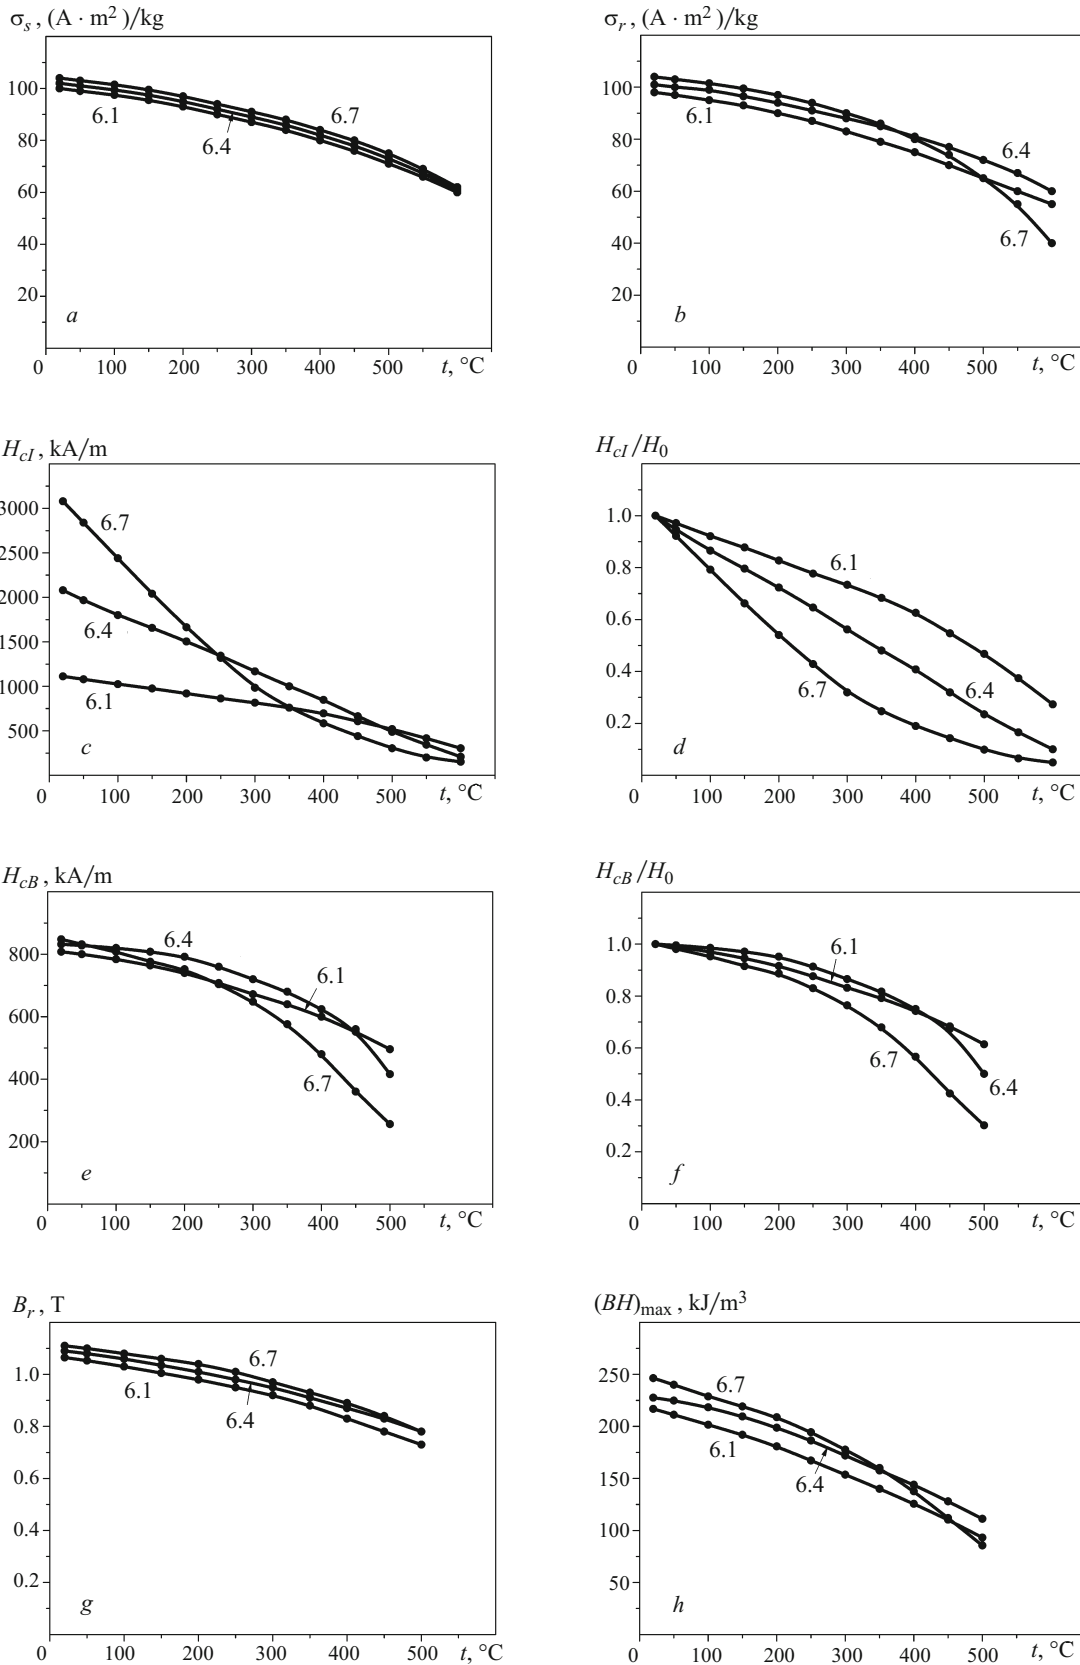 σs , (A · m²)/kg
100
80
60
40
20
6.1
6.4
6.7
a
0 100 200 300 400 500 t, °C
σr , (A · m²)/kg
100
80
60
40
20
6.1
6.4
6.7
b
0 100 200 300 400 500 t, °C
HcI , kA/m
3000
2500
2000
1500
1000
500
6.7
6.4
6.1
c
0 100 200 300 400 500 t, °C
HcI /H0
1.0
0.8
0.6
0.4
0.2
6.1
6.4
6.7
d
0 100 200 300 400 500 t, °C
HcB , kA/m
800
600
400
200
6.4
6.1
6.7
e
0 100 200 300 400 500 t, °C
HcB /H0
1.0
0.8
0.6
0.4
0.2
6.1
6.7
6.4
f
0 100 200 300 400 500 t, °C
Br , T
1.0
0.8
0.6
0.4
0.2
6.7
6.1
6.4
g
0 100 200 300 400 500 t, °C
(BH)max , kJ/m³
250
200
150
100
50
6.7
6.1
6.4
h
0 100 200 300 400 500 t, °C